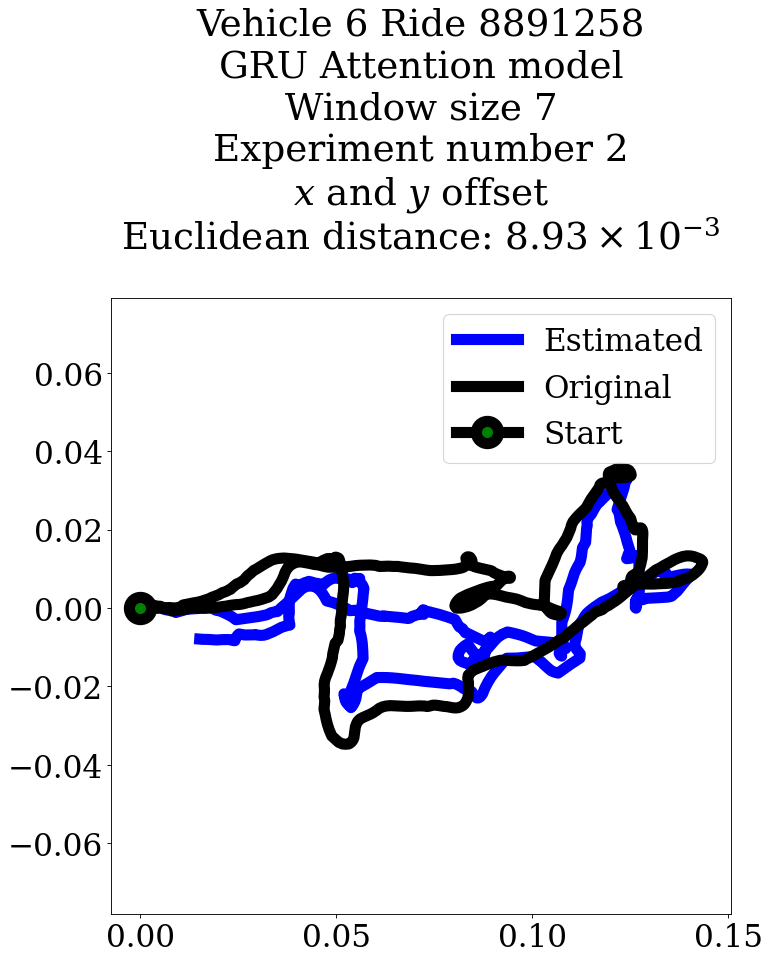 Vehicle 6 Ride 8891258
GRU Attention model
Window size 7
Experiment number 2
x and y offset
Euclidean distance: 8.93 × 10⁻³
Estimated
Original
Start
0.06
0.04
0.02
0.00
−0.02
−0.04
−0.06
0.00 0.05 0.10 0.15